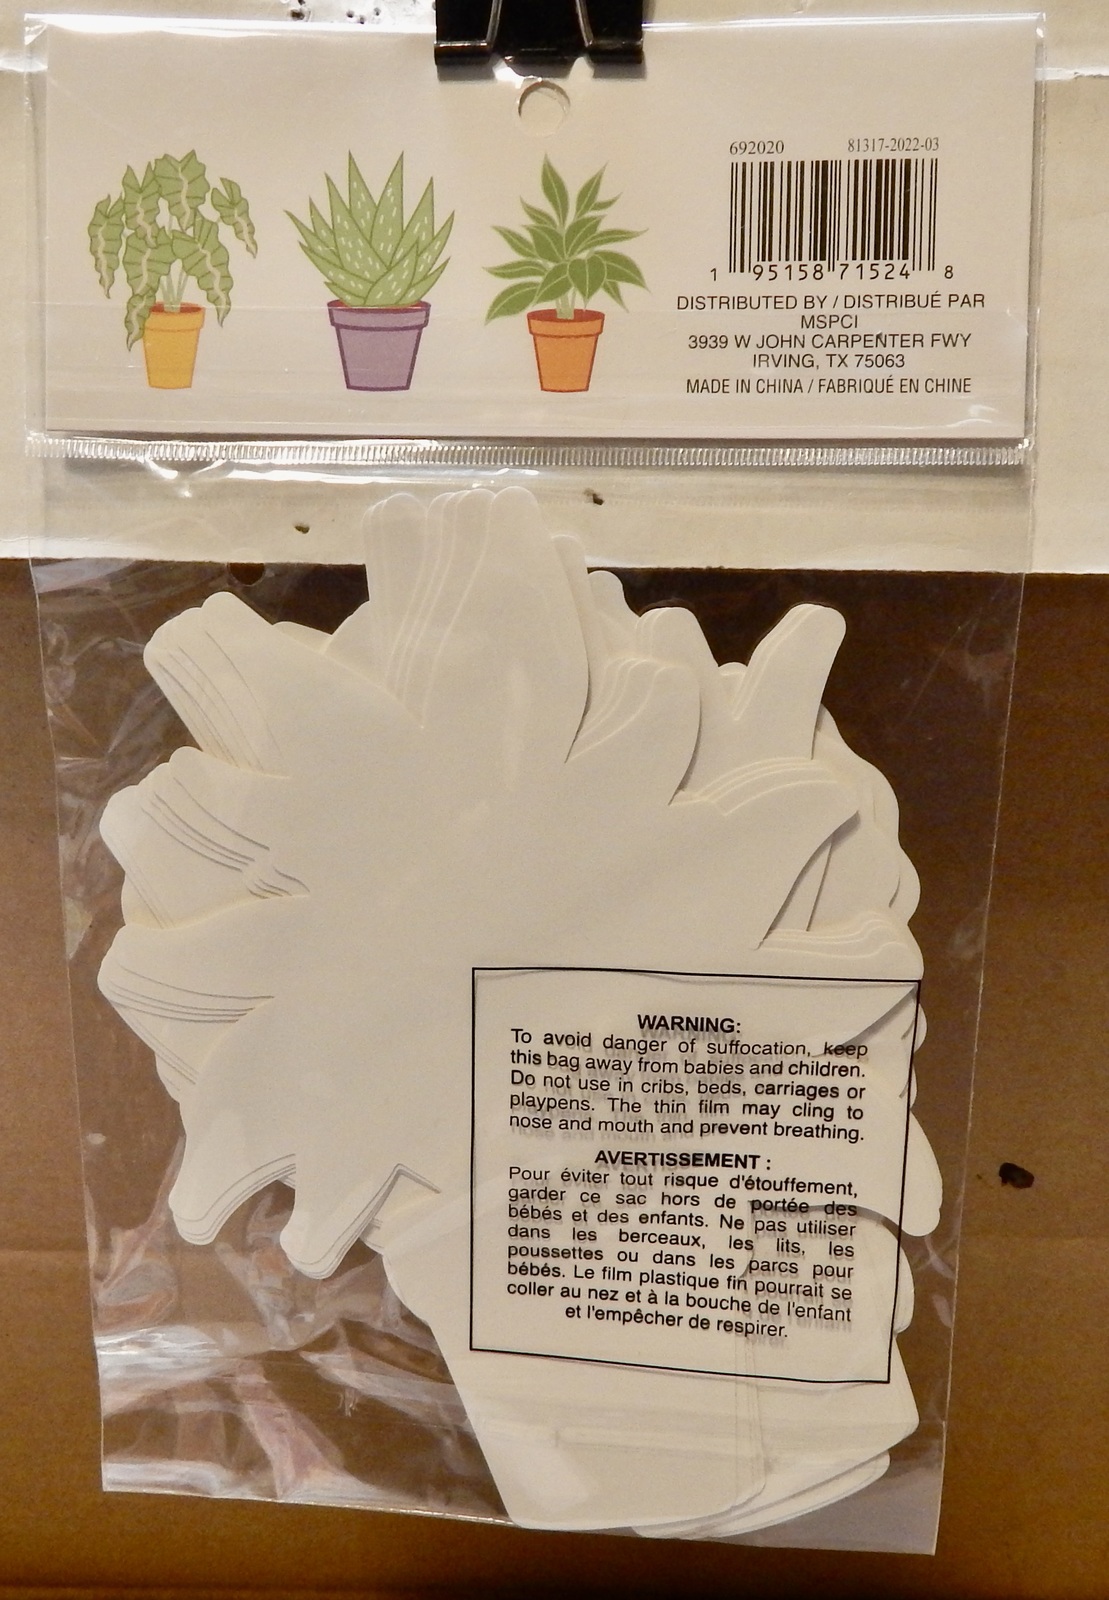 692020 81317-2022-03
1 95158 71524 8
DISTRIBUTED BY / DISTRIBUÉ PAR
MSPCI
3939 W JOHN CARPENTER FWY
IRVING, TX 75063
MADE IN CHINA / FABRIQUÉ EN CHINE
WARNING:
To avoid danger of suffocation, keep
this bag away from babies and children.
Do not use in cribs, beds, carriages or
playpens. The thin film may cling to
nose and mouth and prevent breathing.
AVERTISSEMENT :
Pour éviter tout risque d'étouffement,
garder ce sac hors de portée des
bébés et des enfants. Ne pas utiliser
dans les berceaux, les lits, les
poussettes ou dans les parcs pour
bébés. Le film plastique fin pourrait se
coller au nez et à la bouche de l'enfant
et l'empêcher de respirer.